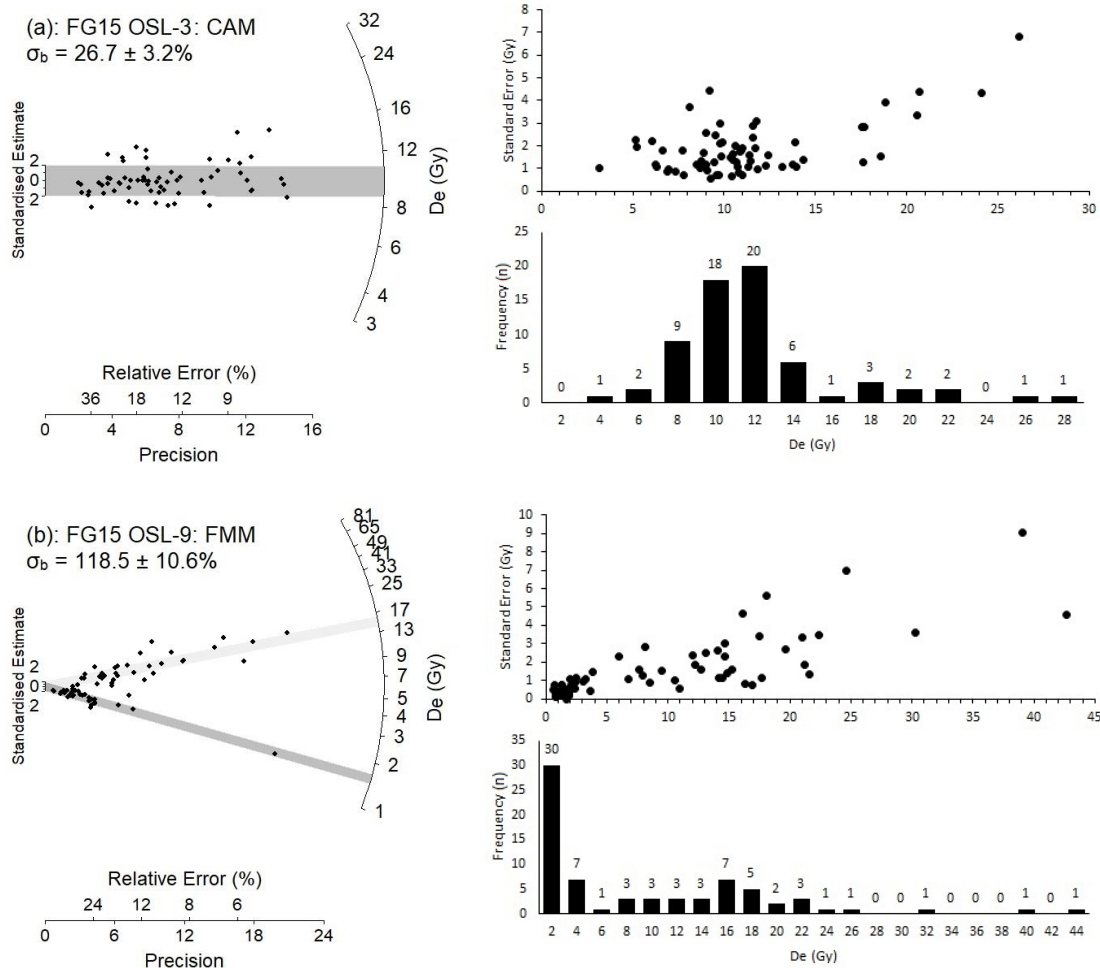 (a): FG15 OSL-3: CAM
σb = 26.7 ± 3.2%
Standardised Estimate
2
0
2
32
24
16
12
8
6
4
3
De (Gy)
Relative Error (%)
36 18 12 9
0 4 8 12 16
Precision
Standard Error (Gy)
8
7
6
5
4
3
2
1
0
0 5 10 15 20 25 30
Frequency (n)
25
20
15
10
5
0
0 1 2 9 18 20 6 1 3 2 2 0 1 1
2 4 6 8 10 12 14 16 18 20 22 24 26 28
De (Gy)
(b): FG15 OSL-9: FMM
σb = 118.5 ± 10.6%
Standardised Estimate
2
0
2
81
65
49
41
33
25
17
13
9
7
5
4
3
2
1
De (Gy)
Relative Error (%)
24 12 8 6
0 6 12 18 24
Precision
Standard Error (Gy)
10
9
8
7
6
5
4
3
2
1
0
0 5 10 15 20 25 30 35 40 45
Frequency (n)
35
30
25
20
15
10
5
0
30 7 1 3 3 3 3 7 5 2 3 1 1 0 0 1 0 0 0 1 0 1
2 4 6 8 10 12 14 16 18 20 22 24 26 28 30 32 34 36 38 40 42 44
De (Gy)